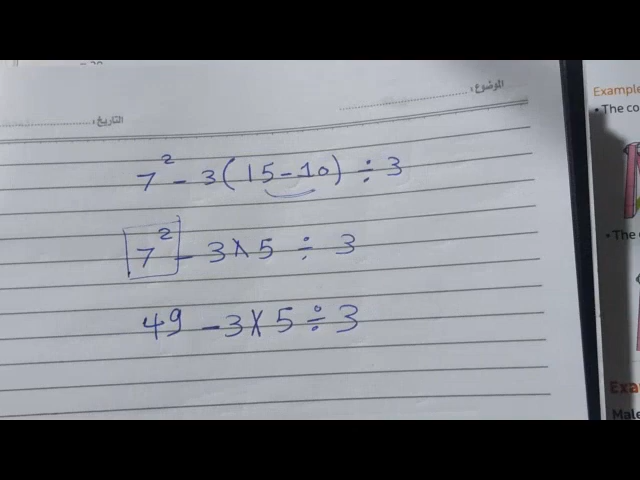 الموضوع:
التاريخ:
7² - 3(15-10) ÷ 3
7² - 3×5 ÷ 3
49 - 3×5÷3
Example
• The co
• The
Exa
Male